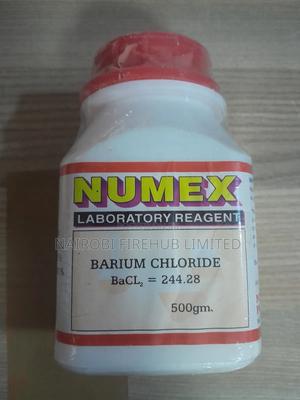 NUMEX
LABORATORY REAGENT
NAIROBI FIREHUB LIMITED
BARIUM CHLORIDE
BaCL₂ = 244.28
500gm.